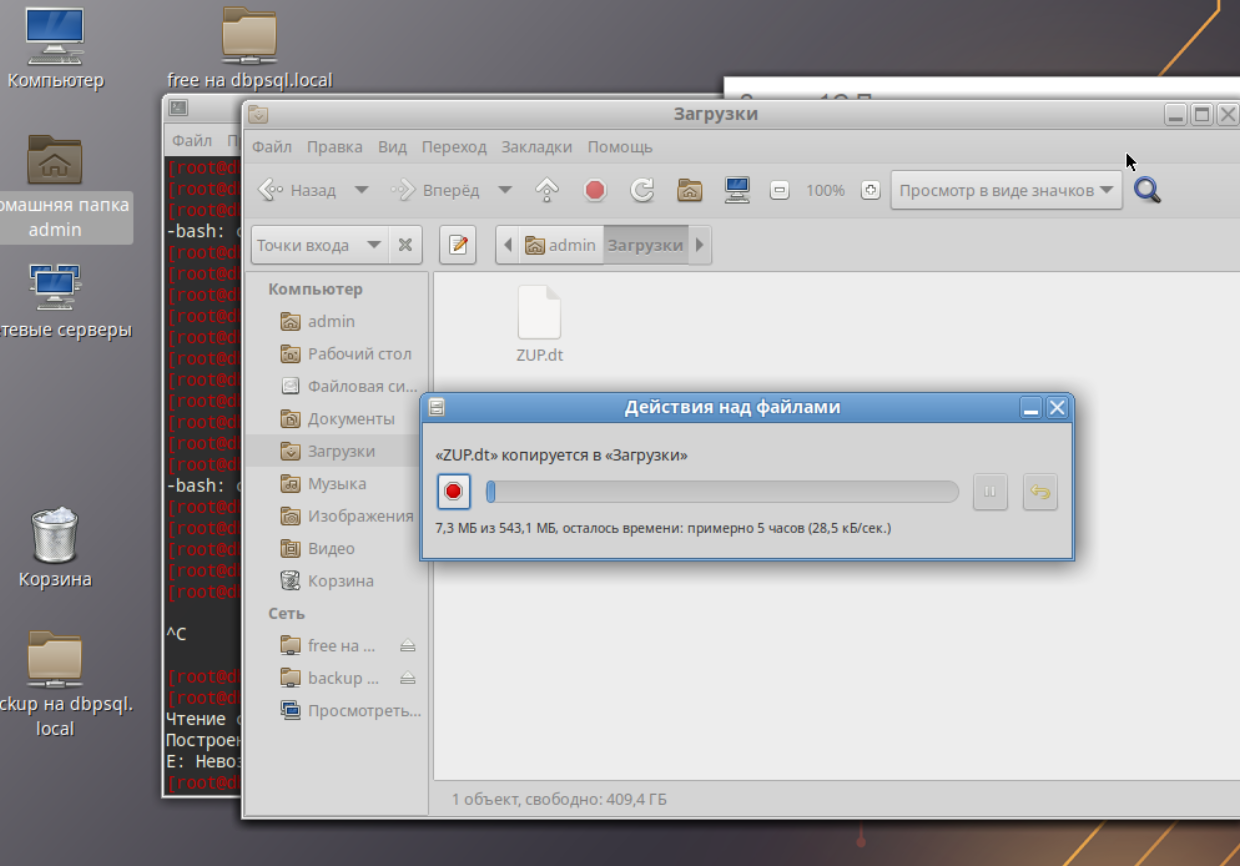 Компьютер
free на dbpsql.local
омашняя папка
admin
тевые серверы
Корзина
ckup на dbpsql.
local
Файл
[root@d
[root@d
[root@d
-bash:
[root@d
[root@d
[root@d
[root@d
[root@d
[root@d
[root@d
[root@d
[root@d
[root@d
[root@d
-bash:
[root@d
[root@d
[root@d
[root@d
[root@d
^C
[root@d
[root@d
Чтение
Построен
E: Невоз
[root@d
Загрузки
Файл Правка Вид Переход Закладки Помощь
Назад Вперёд 100% Просмотр в виде значков
Точки входа admin Загрузки
Компьютер
admin
Рабочий стол
Файловая си...
Документы
Загрузки
Музыка
Изображения
Видео
Корзина
Сеть
free на ...
backup ...
Просмотреть...
ZUP.dt
Действия над файлами
«ZUP.dt» копируется в «Загрузки»
7,3 МБ из 543,1 МБ, осталось времени: примерно 5 часов (28,5 кБ/сек.)
1 объект, свободно: 409,4 ГБ